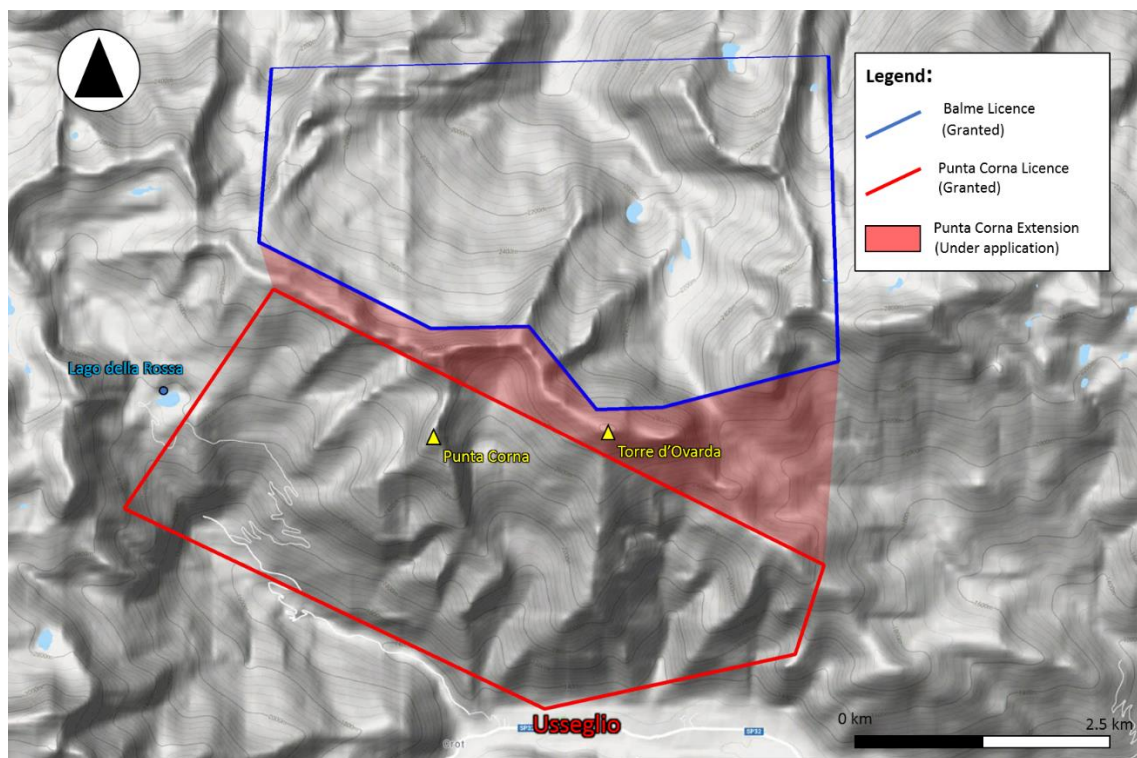 Legend:
Balme Licence
(Granted)
Punta Corna Licence
(Granted)
Punta Corna Extension
(Under application)
Lago della Rossa
Punta Corna
Torre d'Ovarda
Usseglio
SP32
Crot
0 km
2.5 km